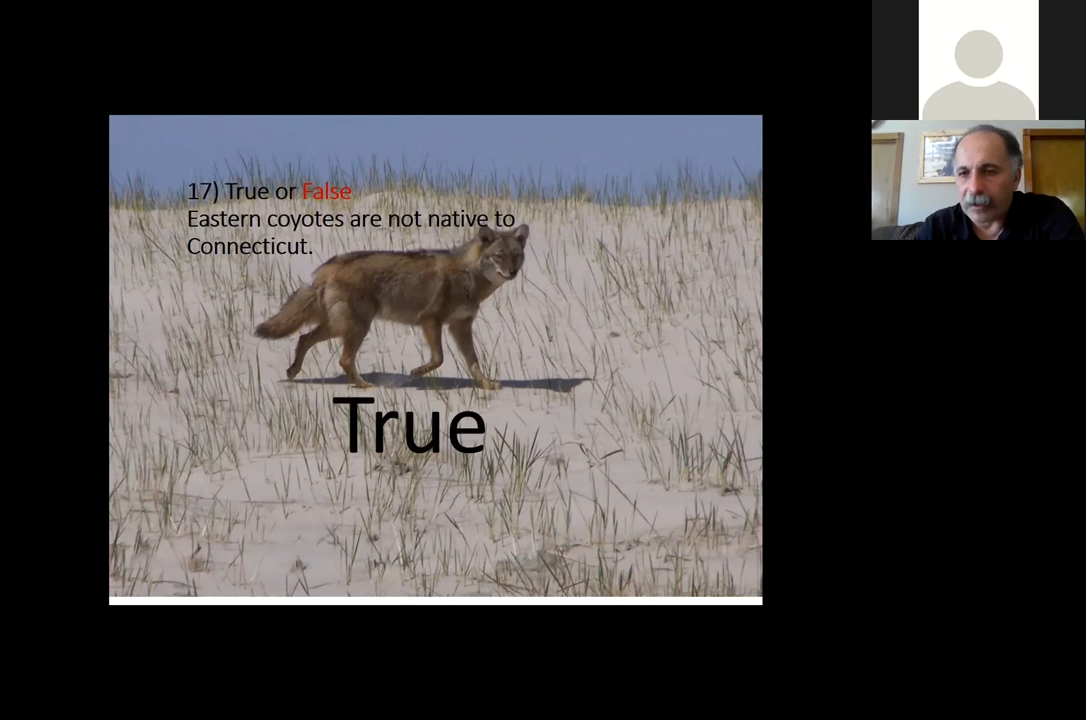 17) True or False
Eastern coyotes are not native to
Connecticut.
True